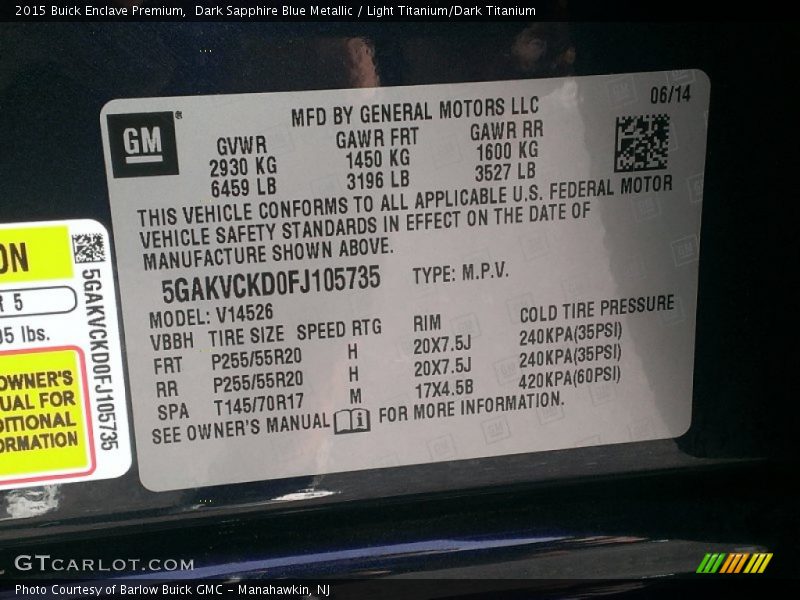 2015 Buick Enclave Premium,  Dark Sapphire Blue Metallic / Light Titanium/Dark Titanium
GM®
MFD BY GENERAL MOTORS LLC
06/14
GVWR GAWR FRT GAWR RR
2930 KG 1450 KG 1600 KG
6459 LB 3196 LB 3527 LB
THIS VEHICLE CONFORMS TO ALL APPLICABLE U.S. FEDERAL MOTOR
VEHICLE SAFETY STANDARDS IN EFFECT ON THE DATE OF
MANUFACTURE SHOWN ABOVE.
5GAKVCKD0FJ105735 TYPE: M.P.V.
MODEL: V14526
VBBH TIRE SIZE SPEED RTG RIM COLD TIRE PRESSURE
FRT P255/55R20 H 20X7.5J 240KPA(35PSI)
RR P255/55R20 H 20X7.5J 240KPA(35PSI)
SPA T145/70R17 M 17X4.5B 420KPA(60PSI)
SEE OWNER'S MANUAL i FOR MORE INFORMATION.
ON
R 5
95 lbs.
OWNER'S
UAL FOR
DITIONAL
ORMATION
5GAKVCKD0FJ105735
GTCARLOT.COM
Photo Courtesy of Barlow Buick GMC - Manahawkin, NJ